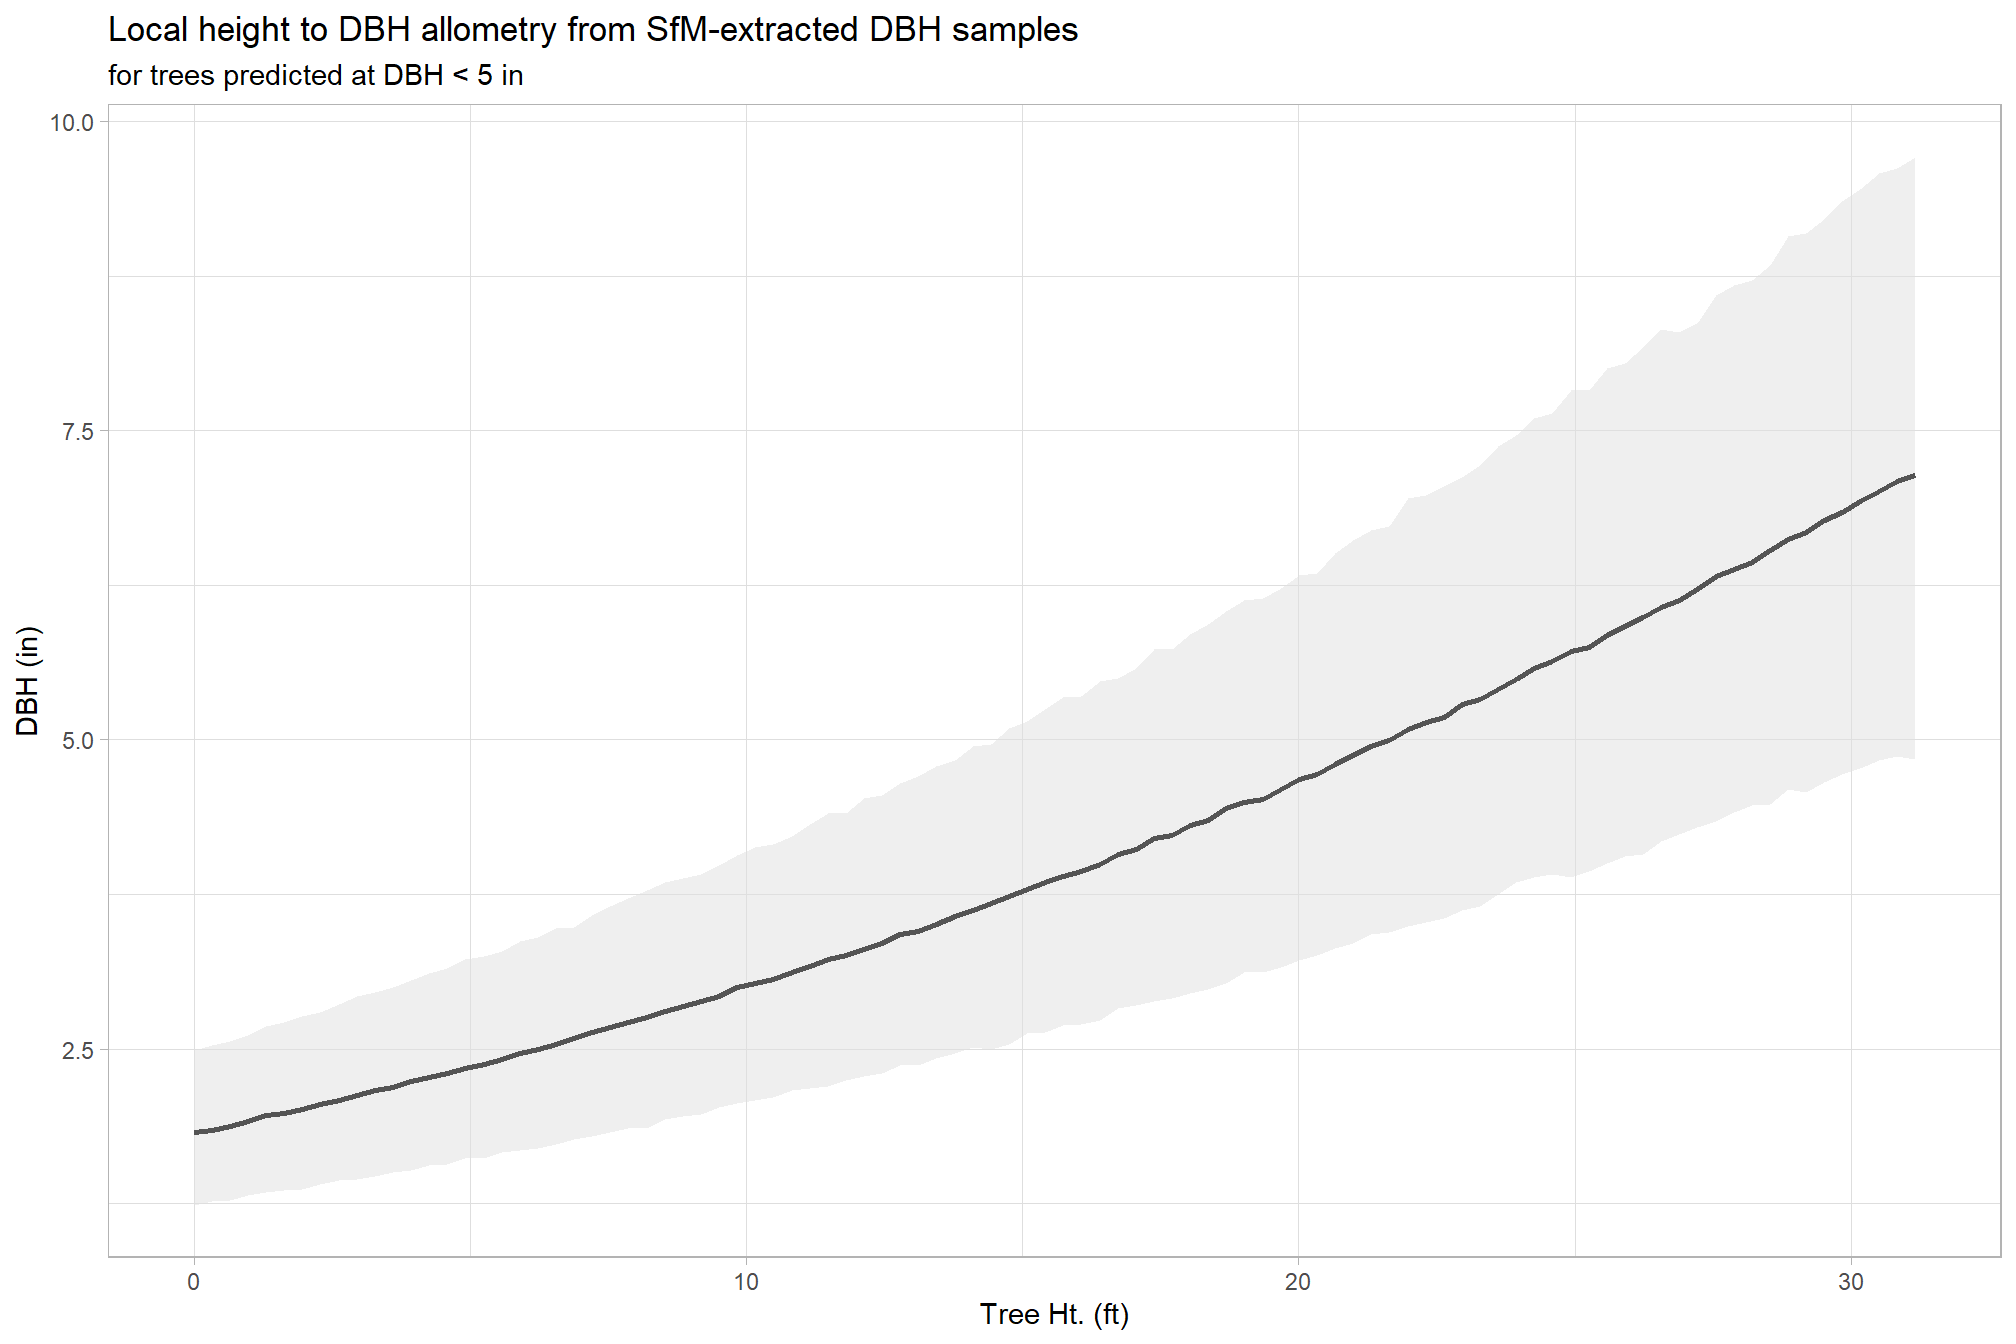 Local height to DBH allometry from SfM-extracted DBH samples
for trees predicted at DBH < 5 in
10.0
7.5
5.0
2.5
DBH (in)
0
10
20
30
Tree Ht. (ft)